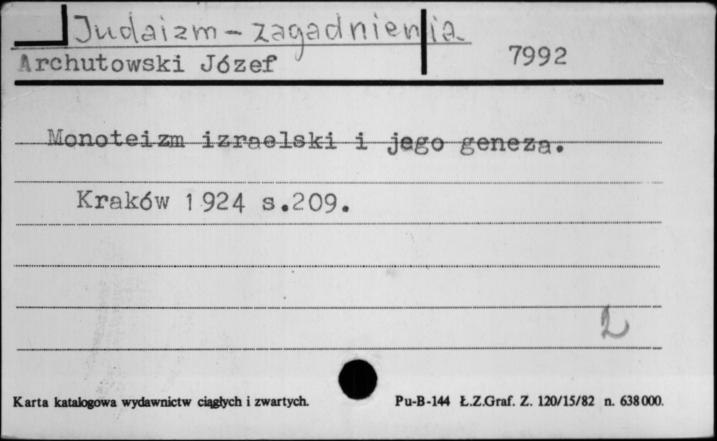 Judaizm - zagadnienia
Archutowski Józef 7992
Monoteizm izraelski i jego geneza.
Kraków 1924 s.209.
2
Karta katalogowa wydawnictw ciągłych i zwartych. Pu-B-144 Ł.Z.Graf. Z. 120/15/82 n. 638000.